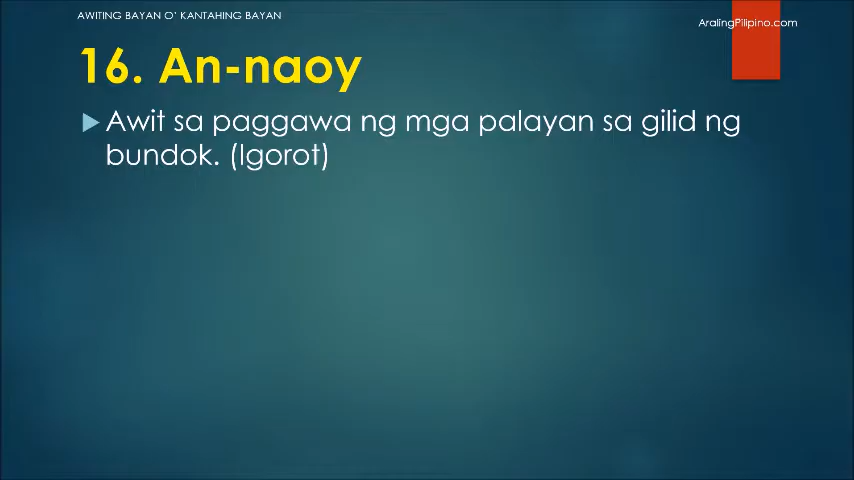 AWITING BAYAN O' KANTAHING BAYAN
AralingPilipino.com
16. An-naoy
Awit sa paggawa ng mga palayan sa gilid ng
bundok. (Igorot)